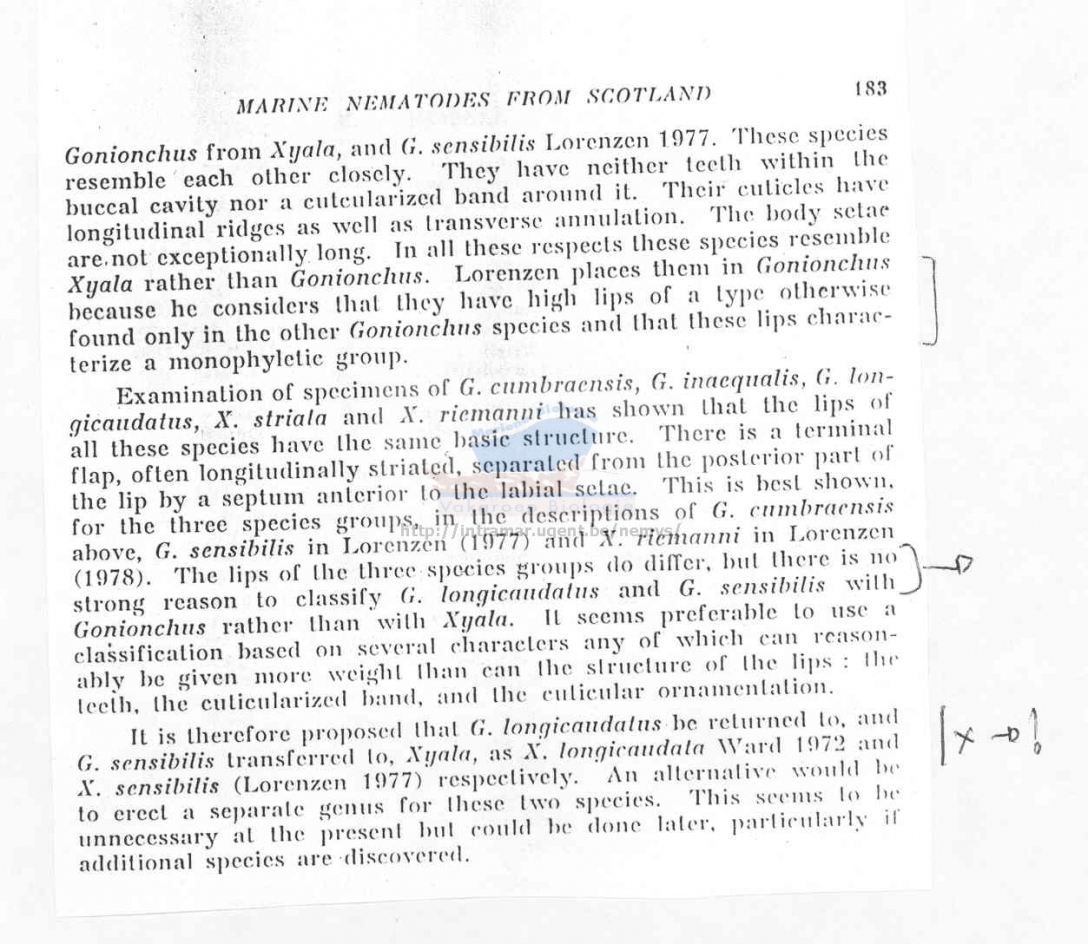 MARINE NEMATODES FROM SCOTLAND 183
Gonionchus from Xyala, and G. sensibilis Lorenzen 1977. These species
resemble each other closely. They have neither teeth within the
buccal cavity nor a cuteularized band around it. Their cuticles have
longitudinal ridges as well as transverse annulation. The body setae
are not exceptionally long. In all these respects these species resemble
Xyala rather than Gonionchus. Lorenzen places them in Gonionchus
because he considers that they have high lips of a type otherwise
found only in the other Gonionchus species and that these lips charac-
terize a monophyletic group.
Examination of specimens of G. cumbraensis, G. inaequalis, G. lon-
gicaudatus, X. striata and X. riemanni has shown that the lips of
all these species have the same basic structure. There is a terminal
flap, often longitudinally striated, separated from the posterior part of
the lip by a septum anterior to the labial setae. This is best shown,
for the three species groups, in the descriptions of G. cumbraensis
http://intramar.ugent.be/nemys/
above, G. sensibilis in Lorenzen (1977) and X. riemanni in Lorenzen
(1978). The lips of the three species groups do differ, but there is no
strong reason to classify G. longicaudatus and G. sensibilis with
Gonionchus rather than with Xyala. It seems preferable to use a
classification based on several characters any of which can reason-
ably be given more weight than can the structure of the lips : the
teeth, the cuticularized band, and the cuticular ornamentation.
It is therefore proposed that G. longicaudatus be returned to, and
G. sensibilis transferred to, Xyala, as X. longicaudata Ward 1972 and
X. sensibilis (Lorenzen 1977) respectively. An alternative would be
to erect a separate genus for these two species. This seems to be
unnecessary at the present but could be done later, particularly if
additional species are discovered.